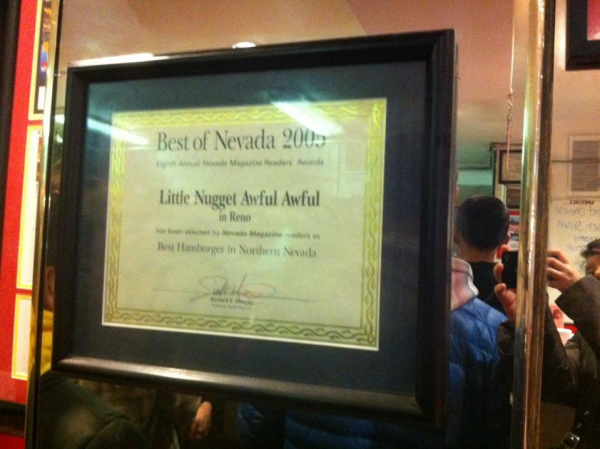 Best of Nevada 2005
Eighth Annual Nevada Magazine Readers' Awards
Little Nugget Awful Awful
in Reno
has been selected by Nevada Magazine readers as
Best Hamburger in Northern Nevada